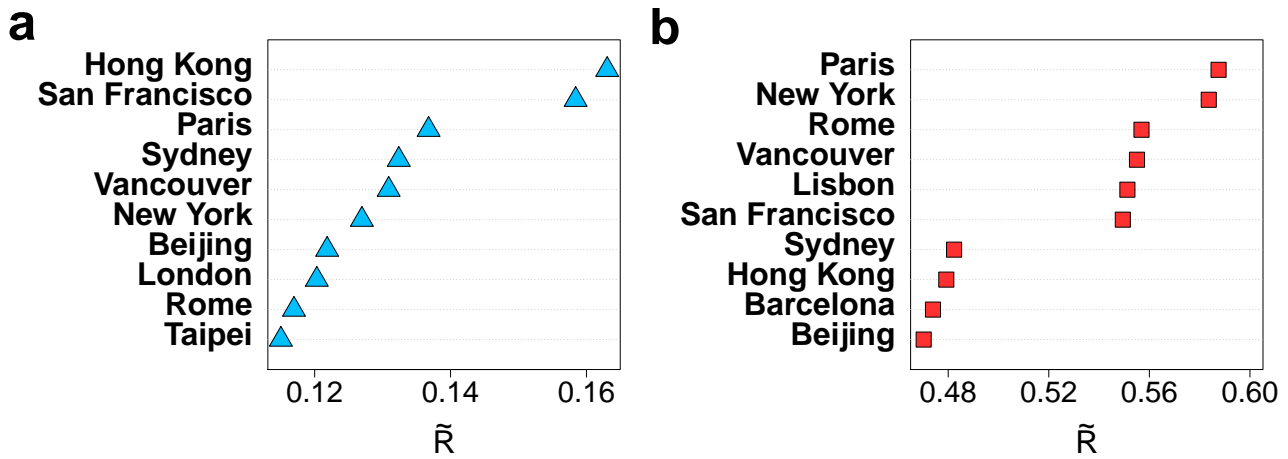 a
Hong Kong
San Francisco
Paris
Sydney
Vancouver
New York
Beijing
London
Rome
Taipei
0.12 0.14 0.16
R̃
b
Paris
New York
Rome
Vancouver
Lisbon
San Francisco
Sydney
Hong Kong
Barcelona
Beijing
0.48 0.52 0.56 0.60
R̃